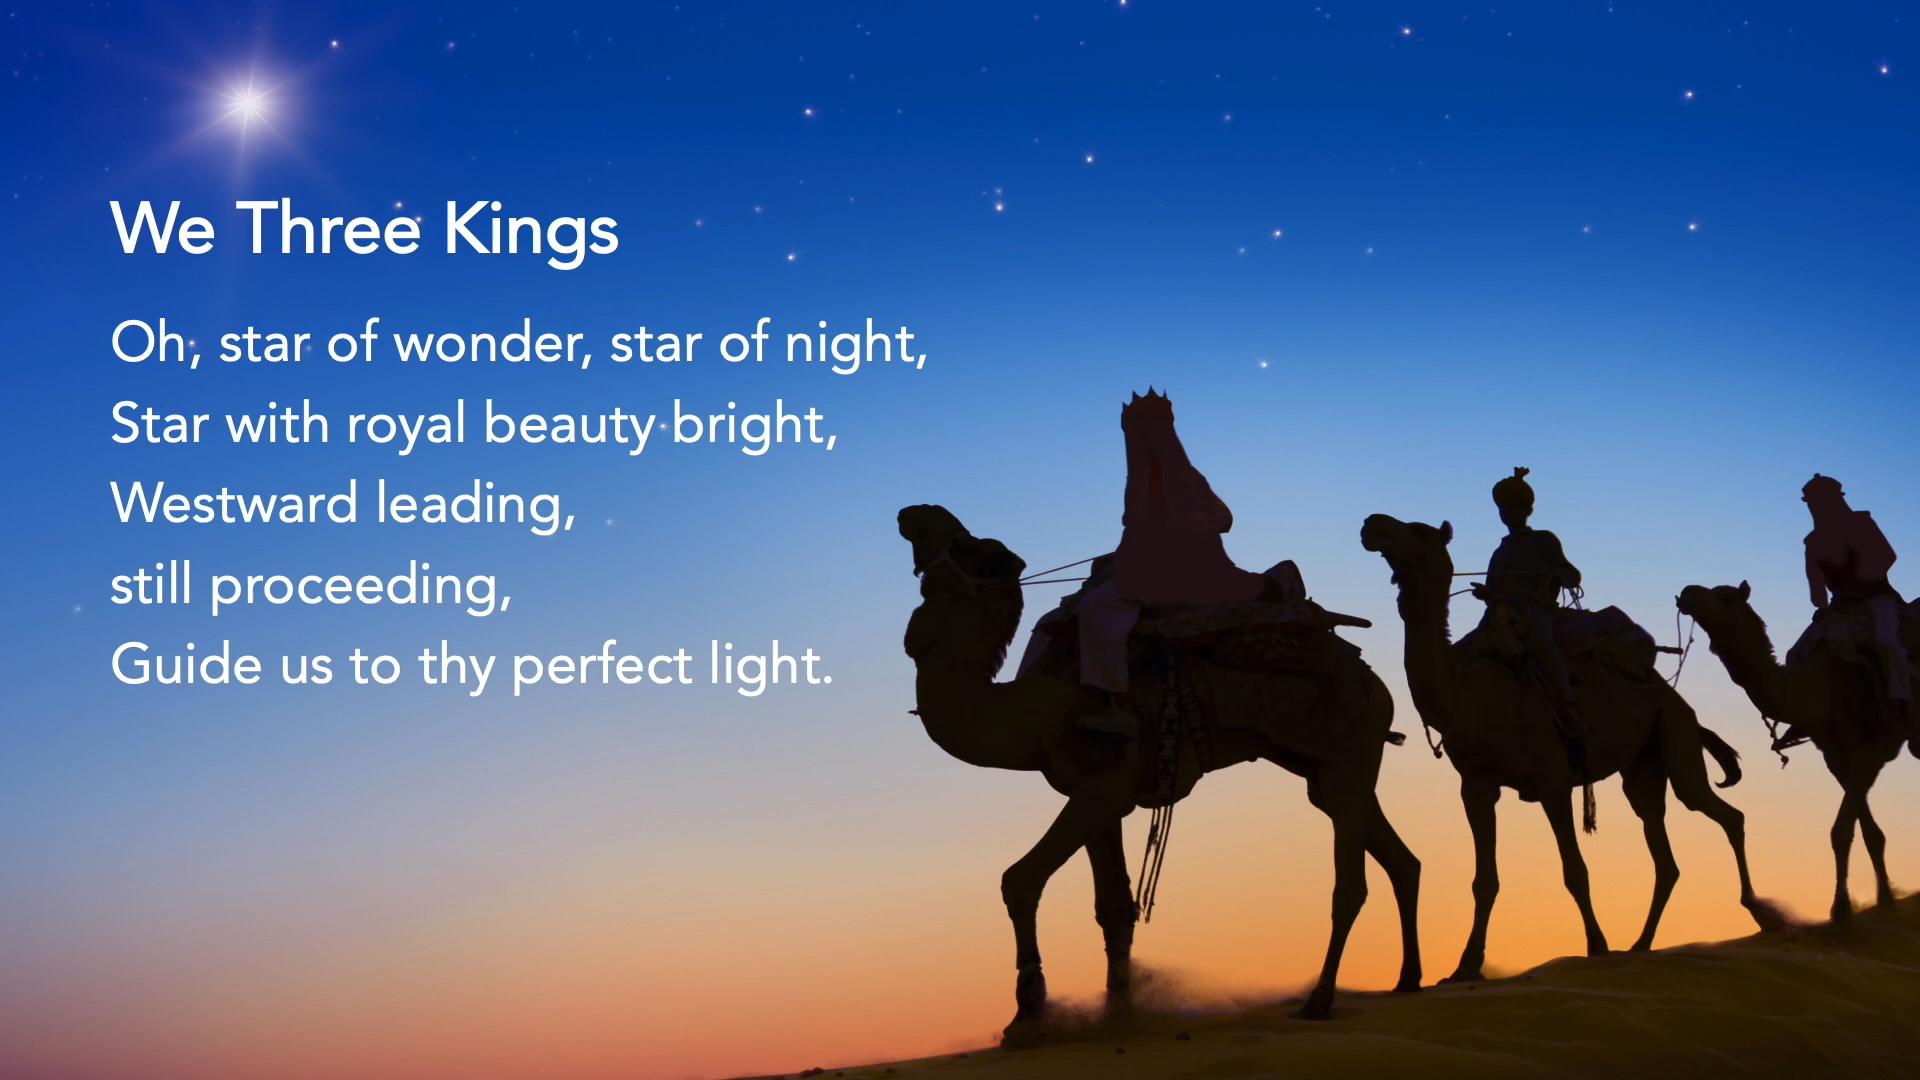 We Three Kings
Oh, star of wonder, star of night,
Star with royal beauty bright,
Westward leading,
still proceeding,
Guide us to thy perfect light.